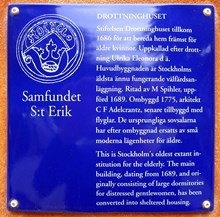 DROTTNINGHUSET
Stiftelsen Drottninghuset tillkom
1686 för att bereda hem främst för
äldre kvinnor. Uppkallad efter drott-
ning Ulrika Eleonora d ä.
Huvudbyggnaden är Stockholms
äldsta ännu fungerande välfärdsan-
läggning. Ritad av M Spihler, upp-
förd 1689. Ombyggd 1775, arkitekt
C F Adelcrantz, senare tillbyggd med
flyglar. De ursprungliga sovsalarna
har efter ombyggnad ersatts av små
moderna lägenheter för äldre.
Samfundet
S:t Erik
This is Stockholm's oldest extant in-
stitution for the elderly. The main
building, dating from 1689, and ori-
ginally consisting of large dormitories
for distressed gentlewomen, has been
converted into sheltered housing.